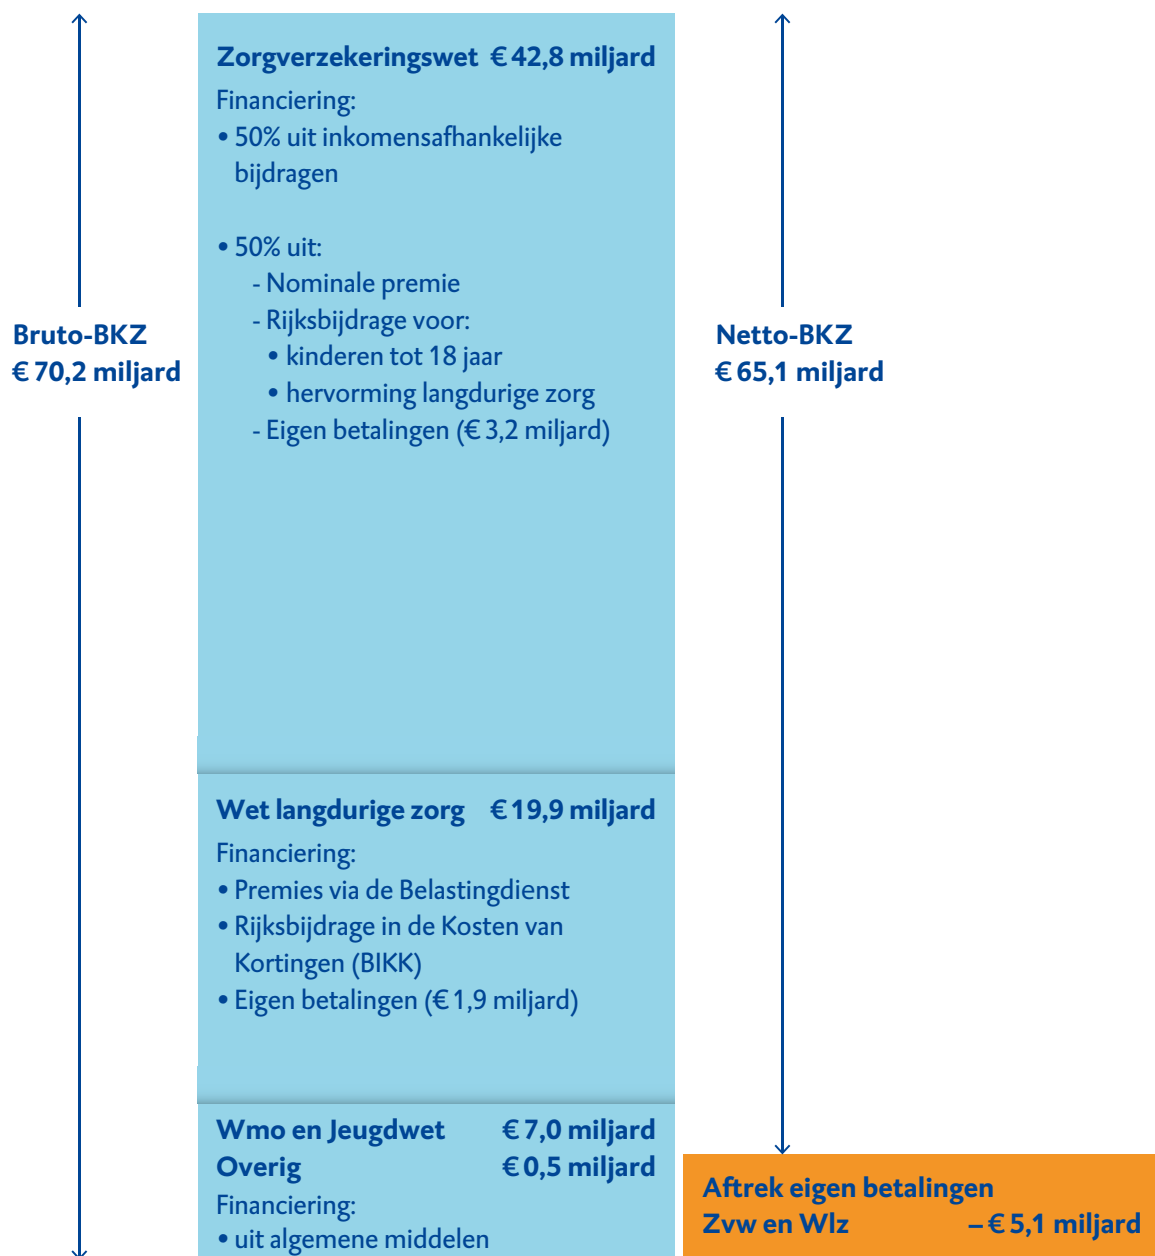 Bruto-BKZ
€ 70,2 miljard
Zorgverzekeringswet € 42,8 miljard
Financiering:
• 50% uit inkomensafhankelijke
bijdragen
• 50% uit:
- Nominale premie
- Rijksbijdrage voor:
• kinderen tot 18 jaar
• hervorming langdurige zorg
- Eigen betalingen (€ 3,2 miljard)
Wet langdurige zorg € 19,9 miljard
Financiering:
• Premies via de Belastingdienst
• Rijksbijdrage in de Kosten van
Kortingen (BIKK)
• Eigen betalingen (€ 1,9 miljard)
Wmo en Jeugdwet € 7,0 miljard
Overig € 0,5 miljard
Financiering:
• uit algemene middelen
Netto-BKZ
€ 65,1 miljard
Aftrek eigen betalingen
Zvw en Wlz – € 5,1 miljard